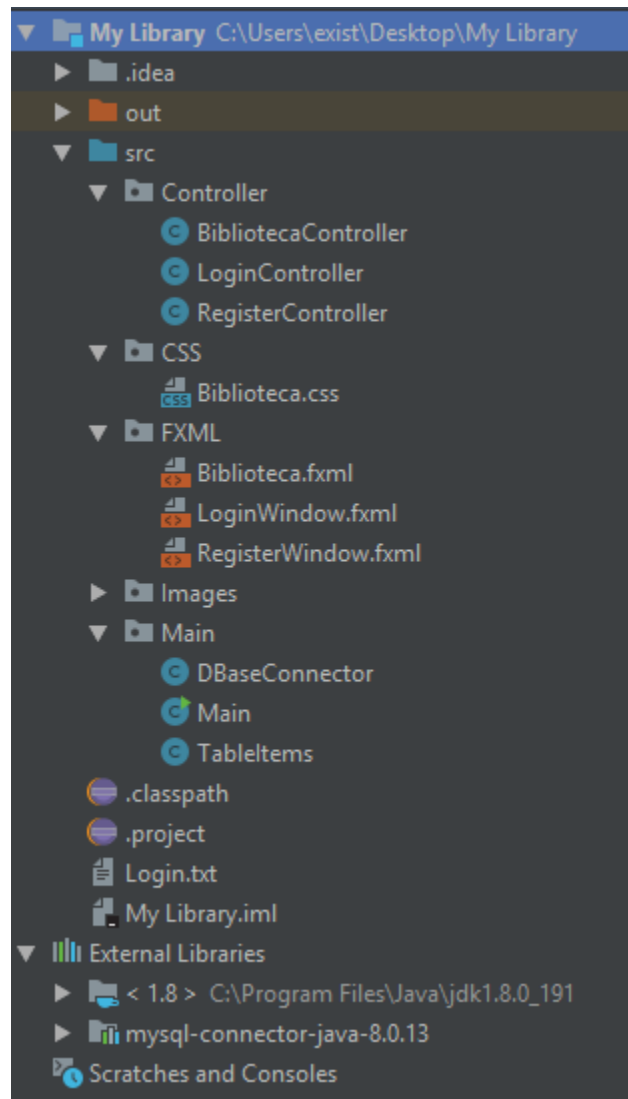 My Library C:\Users\exist\Desktop\My Library
.idea
out
src
Controller
BibliotecaController
LoginController
RegisterController
CSS
Biblioteca.css
FXML
Biblioteca.fxml
LoginWindow.fxml
RegisterWindow.fxml
Images
Main
DBaseConnector
Main
TableItems
.classpath
.project
Login.txt
My Library.iml
External Libraries
< 1.8 > C:\Program Files\Java\jdk1.8.0_191
mysql-connector-java-8.0.13
Scratches and Consoles